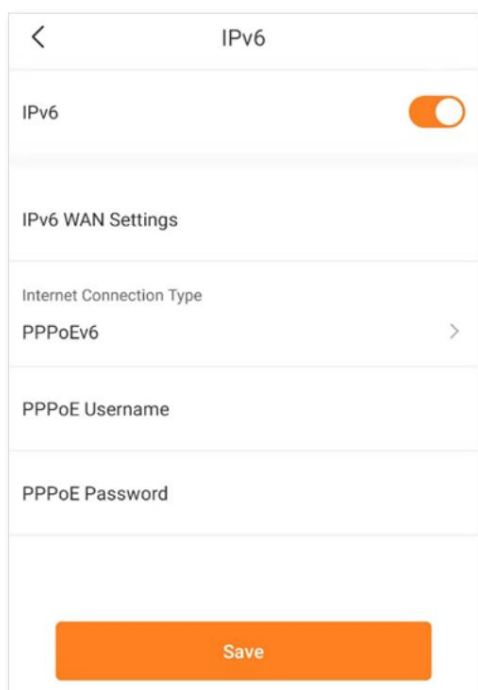 IPv6
IPv6
IPv6 WAN Settings
Internet Connection Type
PPPoEv6
PPPoE Username
PPPoE Password
Save